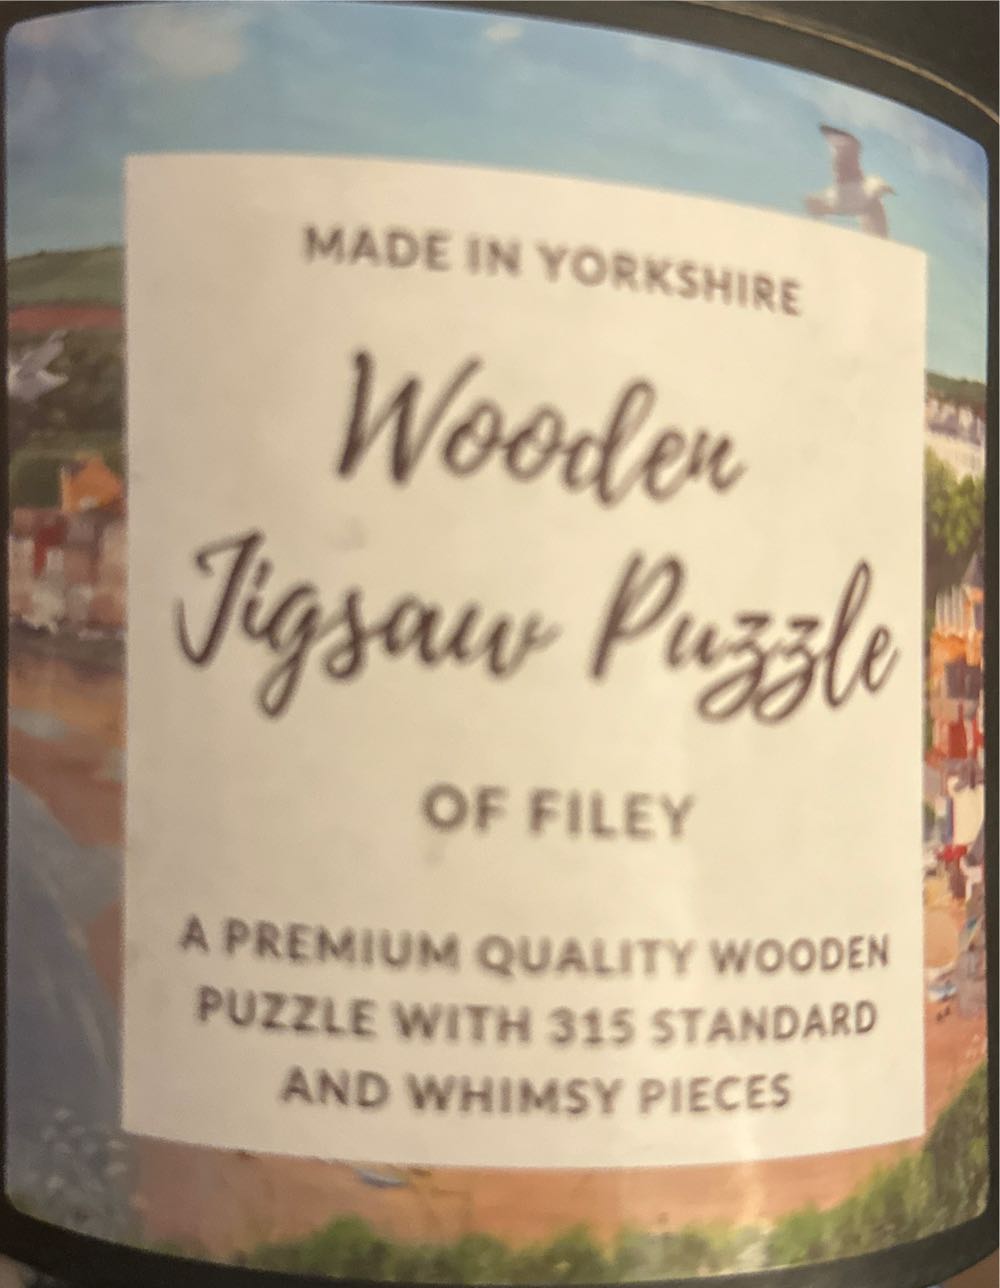 MADE IN YORKSHIRE
Wooden
Jigsaw Puzzle
OF FILEY
A PREMIUM QUALITY WOODEN
PUZZLE WITH 315 STANDARD
AND WHIMSY PIECES